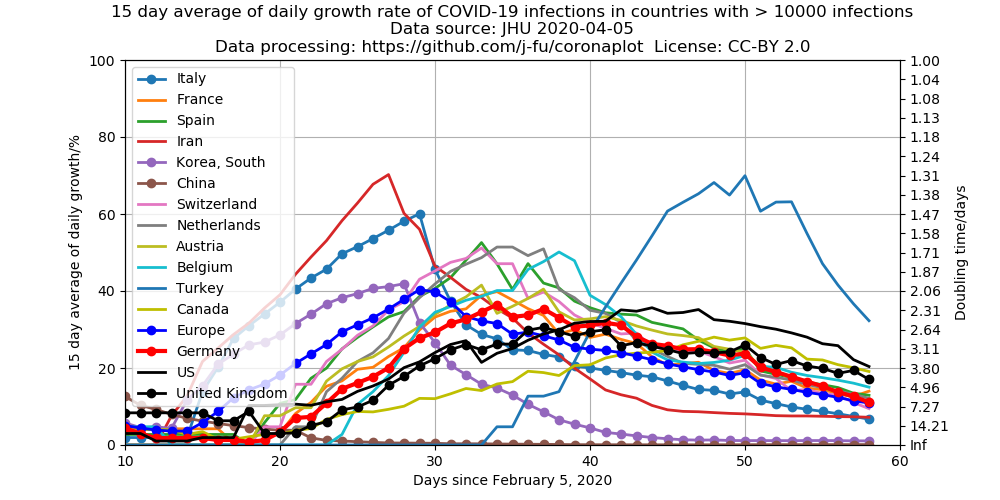 15 day average of daily growth rate of COVID-19 infections in countries with > 10000 infections
Data source: JHU 2020-04-05
Data processing: https://github.com/j-fu/coronaplot License: CC-BY 2.0
100
80
60
40
20
0
15 day average of daily growth/%
Italy
France
Spain
Iran
Korea, South
China
Switzerland
Netherlands
Austria
Belgium
Turkey
Canada
Europe
Germany
US
United Kingdom
1.00
1.04
1.08
1.13
1.18
1.24
1.31
1.38
1.47
1.58
1.71
1.87
2.06
2.31
2.64
3.11
3.80
4.96
7.27
14.21
Inf
Doubling time/days
10
20
30
40
50
60
Days since February 5, 2020